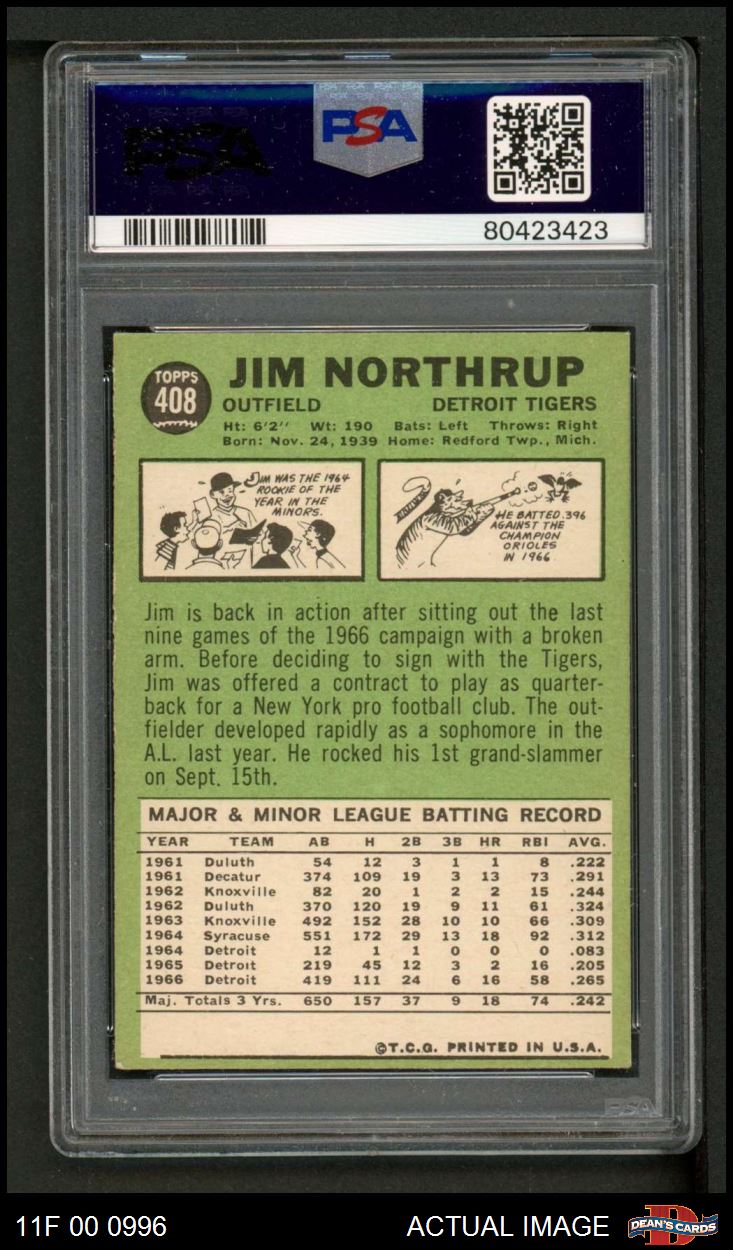 PSA
PSA
80423423
TOPPS
408
JIM NORTHRUP
OUTFIELD DETROIT TIGERS
Ht: 6'2'' Wt: 190 Bats: Left Throws: Right
Born: Nov. 24, 1939 Home: Redford Twp., Mich.
JIM WAS THE 1964
ROOKIE OF THE
YEAR IN THE
MINORS.
HE BATTED .396
AGAINST THE
CHAMPION
ORIOLES
IN 1966
Jim is back in action after sitting out the last
nine games of the 1966 campaign with a broken
arm. Before deciding to sign with the Tigers,
Jim was offered a contract to play as quarter-
back for a New York pro football club. The out-
fielder developed rapidly as a sophomore in the
A.L. last year. He rocked his 1st grand-slammer
on Sept. 15th.
MAJOR & MINOR LEAGUE BATTING RECORD
YEAR TEAM AB H 2B 3B HR RBI AVG.
1961 Duluth 54 12 3 1 1 8 .222
1961 Decatur 374 109 19 3 13 73 .291
1962 Knoxville 82 20 1 2 2 15 .244
1962 Duluth 370 120 19 9 11 61 .324
1963 Knoxville 492 152 28 10 10 66 .309
1964 Syracuse 551 172 29 13 18 92 .312
1964 Detroit 12 1 1 0 0 0 .083
1965 Detroit 219 45 12 3 2 16 .205
1966 Detroit 419 111 24 6 16 58 .265
Maj. Totals 3 Yrs. 650 157 37 9 18 74 .242
©T.C.G. PRINTED IN U.S.A.
PSA
11F 00 0996 ACTUAL IMAGE DEAN'S CARDS